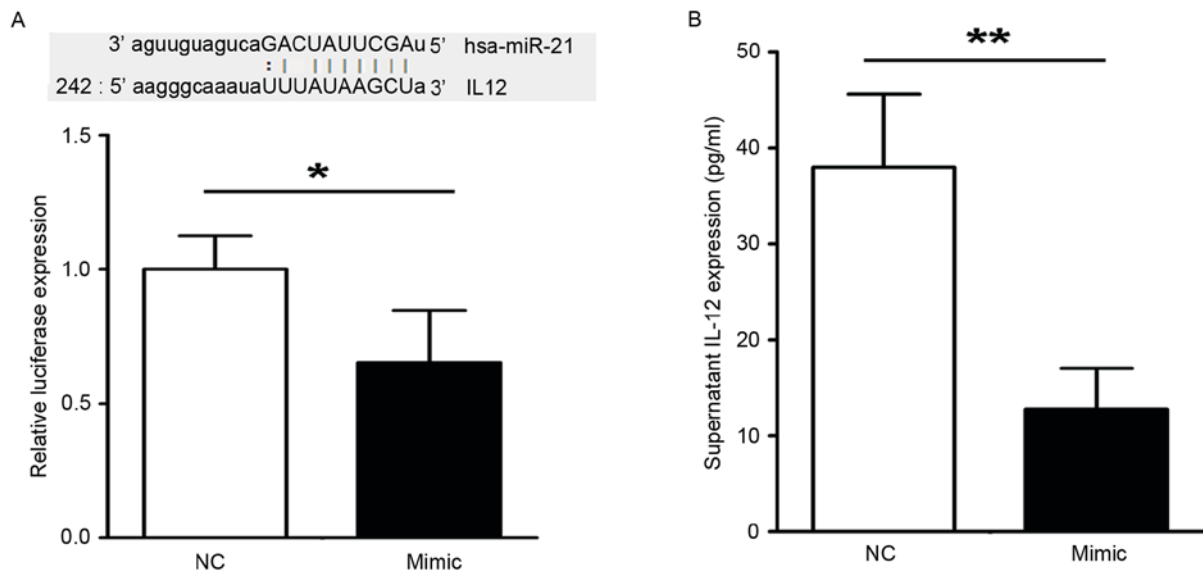 A
3' aguuguagucaGACUAUUCGAu 5' hsa-miR-21
: | | | | | | | |
242 : 5' aagggcaaauaUUUAUAAGCUa 3' IL12
1.5
1.0
0.5
0.0
Relative luciferase expression
*
NC
Mimic
B
50
40
30
20
10
0
Supernatant IL-12 expression (pg/ml)
**
NC
Mimic